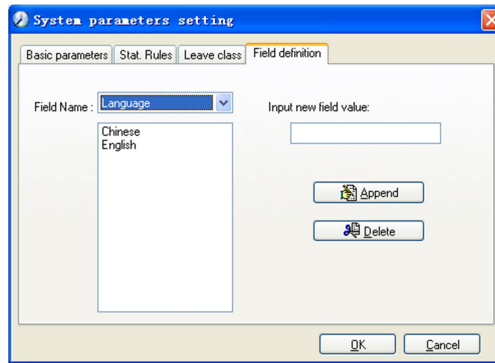 System parameters setting
Basic parameters Stat. Rules Leave class Field definition
Field Name : Language Input new field value:
Chinese
English
Append
Delete
OK Cancel